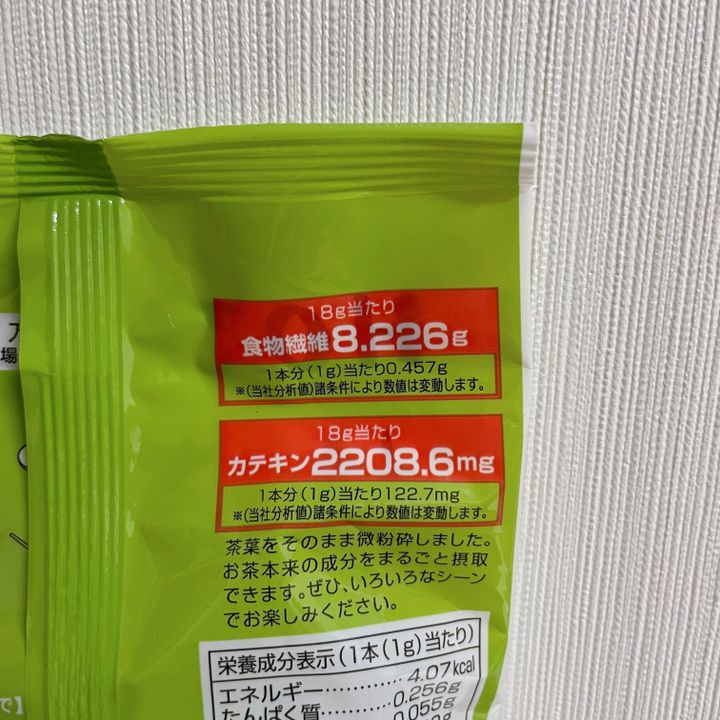 18g当たり
食物繊維8.226g
1本分(1g)当たり0.457g
※(当社分析値)諸条件により数値は変動します。
18g当たり
カテキン2208.6mg
1本分(1g)当たり122.7mg
※(当社分析値)諸条件により数値は変動します。
茶葉をそのまま微粉砕しました。
お茶本来の成分をまるごと摂取
できます。ぜひ、いろいろなシーン
でお楽しみください。
栄養成分表示(1本(1g)当たり)
エネルギー…………4.07kcal
たんぱく質…………0.256g
0.055g
場
で】